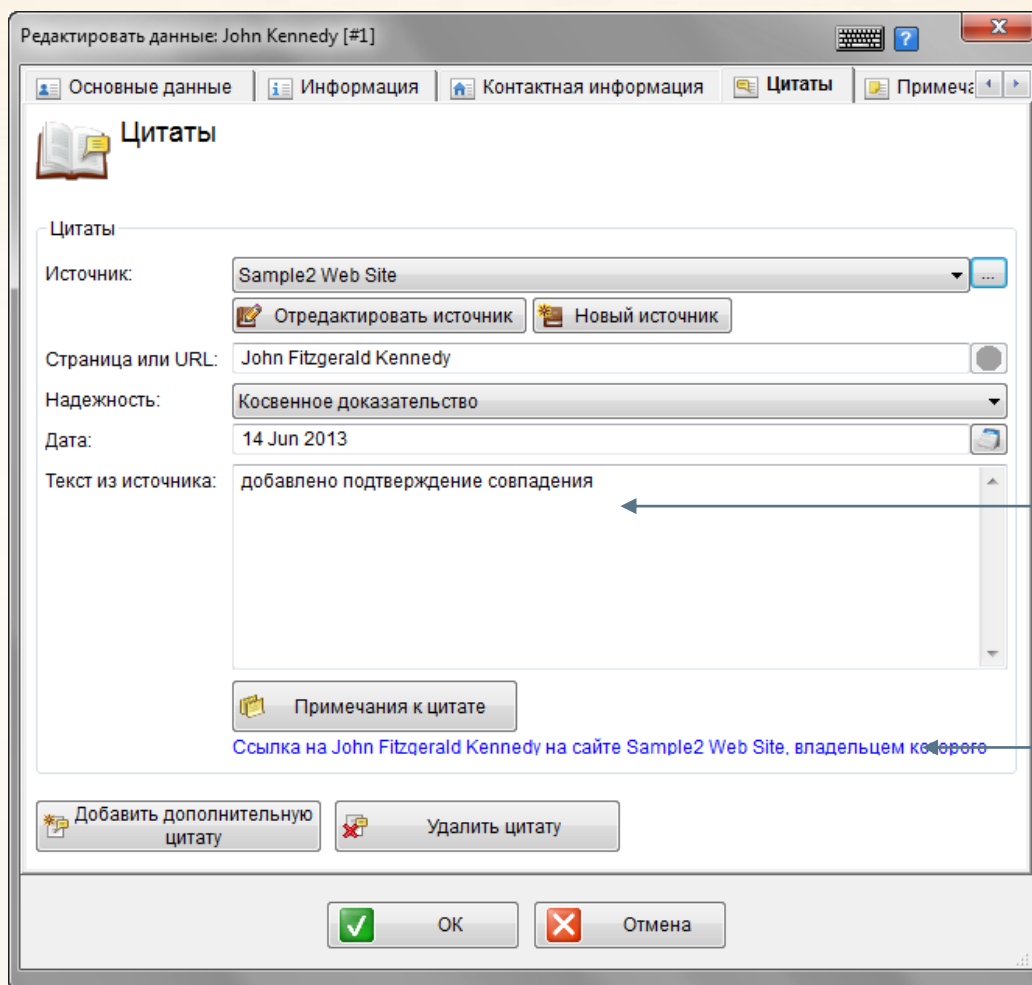 Редактировать данные: John Kennedy [#1]
?
X
Основные данные Информация Контактная информация Цитаты Примеча
Цитаты
Цитаты
Источник: Sample2 Web Site ...
Отредактировать источник Новый источник
Страница или URL: John Fitzgerald Kennedy
Надежность: Косвенное доказательство
Дата: 14 Jun 2013
Текст из источника: добавлено подтверждение совпадения
Примечания к цитате
Ссылка на John Fitzgerald Kennedy на сайте Sample2 Web Site, владельцем которого
Добавить дополнительную
цитату
Удалить цитату
ОК Отмена